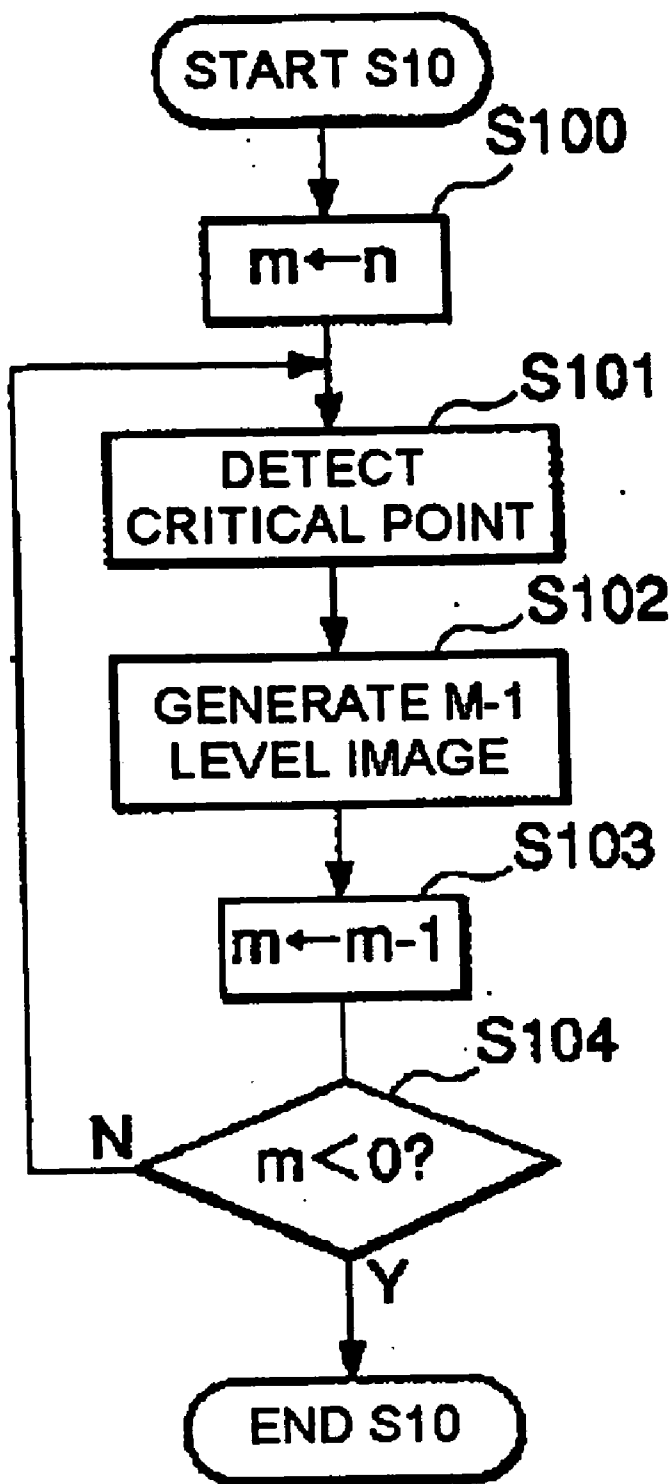 START S10
S100
m←n
S101
DETECT
CRITICAL POINT
S102
GENERATE M-1
LEVEL IMAGE
S103
m←m-1
S104
N
m<0?
Y
END S10